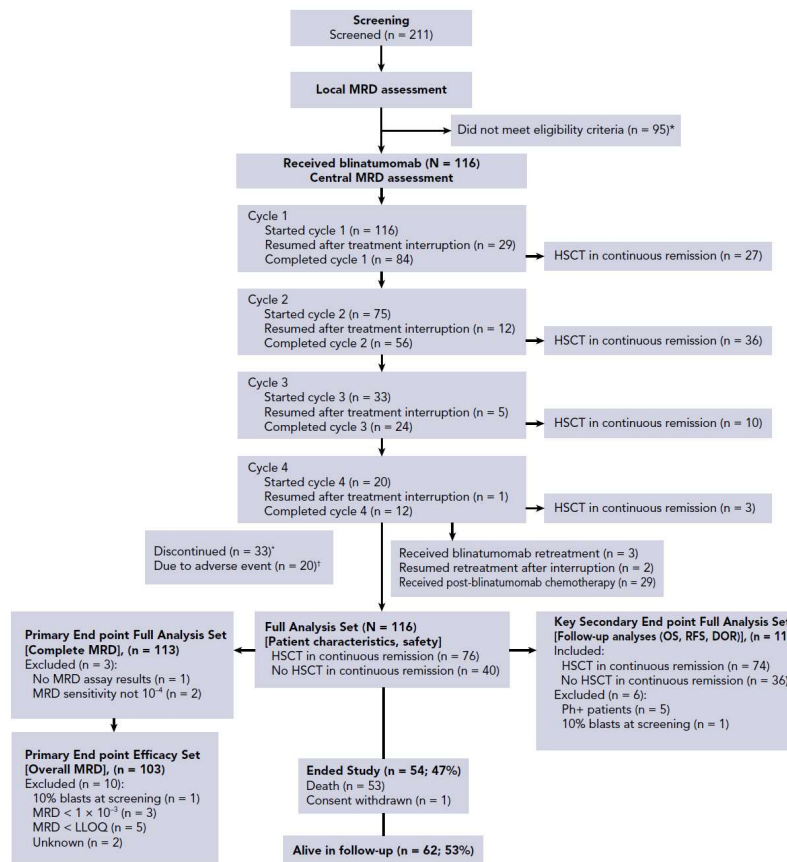 Screening
Screened (n = 211)
Local MRD assessment
Did not meet eligibility criteria (n = 95)*
Received blinatumomab (N = 116)
Central MRD assessment
Cycle 1
Started cycle 1 (n = 116)
Resumed after treatment interruption (n = 29)
Completed cycle 1 (n = 84)
HSCT in continuous remission (n = 27)
Cycle 2
Started cycle 2 (n = 75)
Resumed after treatment interruption (n = 12)
Completed cycle 2 (n = 56)
HSCT in continuous remission (n = 36)
Cycle 3
Started cycle 3 (n = 33)
Resumed after treatment interruption (n = 5)
Completed cycle 3 (n = 24)
HSCT in continuous remission (n = 10)
Cycle 4
Started cycle 4 (n = 20)
Resumed after treatment interruption (n = 1)
Completed cycle 4 (n = 12)
HSCT in continuous remission (n = 3)
Discontinued (n = 33)*
Due to adverse event (n = 20)†
Received blinatumomab retreatment (n = 3)
Resumed retreatment after interruption (n = 2)
Received post-blinatumomab chemotherapy (n = 29)
Primary End point Full Analysis Set
[Complete MRD], (n = 113)
Excluded (n = 3):
No MRD assay results (n = 1)
MRD sensitivity not 10⁻⁴ (n = 2)
Full Analysis Set (N = 116)
[Patient characteristics, safety]
HSCT in continuous remission (n = 76)
No HSCT in continuous remission (n = 40)
Key Secondary End point Full Analysis Set
[Follow-up analyses (OS, RFS, DOR)], (n = 11
Included:
HSCT in continuous remission (n = 74)
No HSCT in continuous remission (n = 36)
Excluded (n = 6):
Ph+ patients (n = 5)
10% blasts at screening (n = 1)
Primary End point Efficacy Set
[Overall MRD], (n = 103)
Excluded (n = 10):
10% blasts at screening (n = 1)
MRD < 1 × 10⁻³ (n = 3)
MRD < LLOQ (n = 5)
Unknown (n = 2)
Ended Study (n = 54; 47%)
Death (n = 53)
Consent withdrawn (n = 1)
Alive in follow-up (n = 62; 53%)